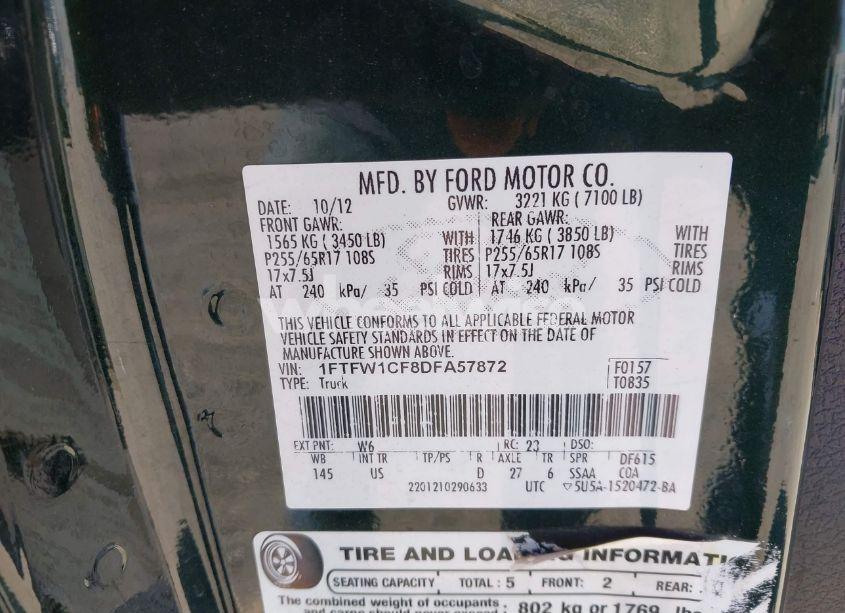 MFD. BY FORD MOTOR CO.
DATE: 10/12 GVWR: 3221 KG ( 7100 LB)
FRONT GAWR: REAR GAWR:
1565 KG ( 3450 LB) WITH 1746 KG ( 3850 LB) WITH
P255/65R17 108S TIRES P255/65R17 108S TIRES
17x7.5J RIMS 17x7.5J RIMS
AT 240 kPa/ 35 PSI COLD AT 240 kPa/ 35 PSI COLD
THIS VEHICLE CONFORMS TO ALL APPLICABLE FEDERAL MOTOR
VEHICLE SAFETY STANDARDS IN EFFECT ON THE DATE OF
MANUFACTURE SHOWN ABOVE.
VIN: 1FTFW1CF8DFA57872 F0157
TYPE: Truck T0835
EXT PNT: W6 RC: 23 DSO:
WB INT TR TP/PS R AXLE TR SPR DF615
145 US D 27 6 SSAA COA
2201210290633 UTC ▽5U5A-1520472-BA
TIRE AND INFORMATI
SEATING CAPACITY TOTAL : 5 FRONT: 2 REAR:
The combined weight of occupants 802 kg or 1769 lbs